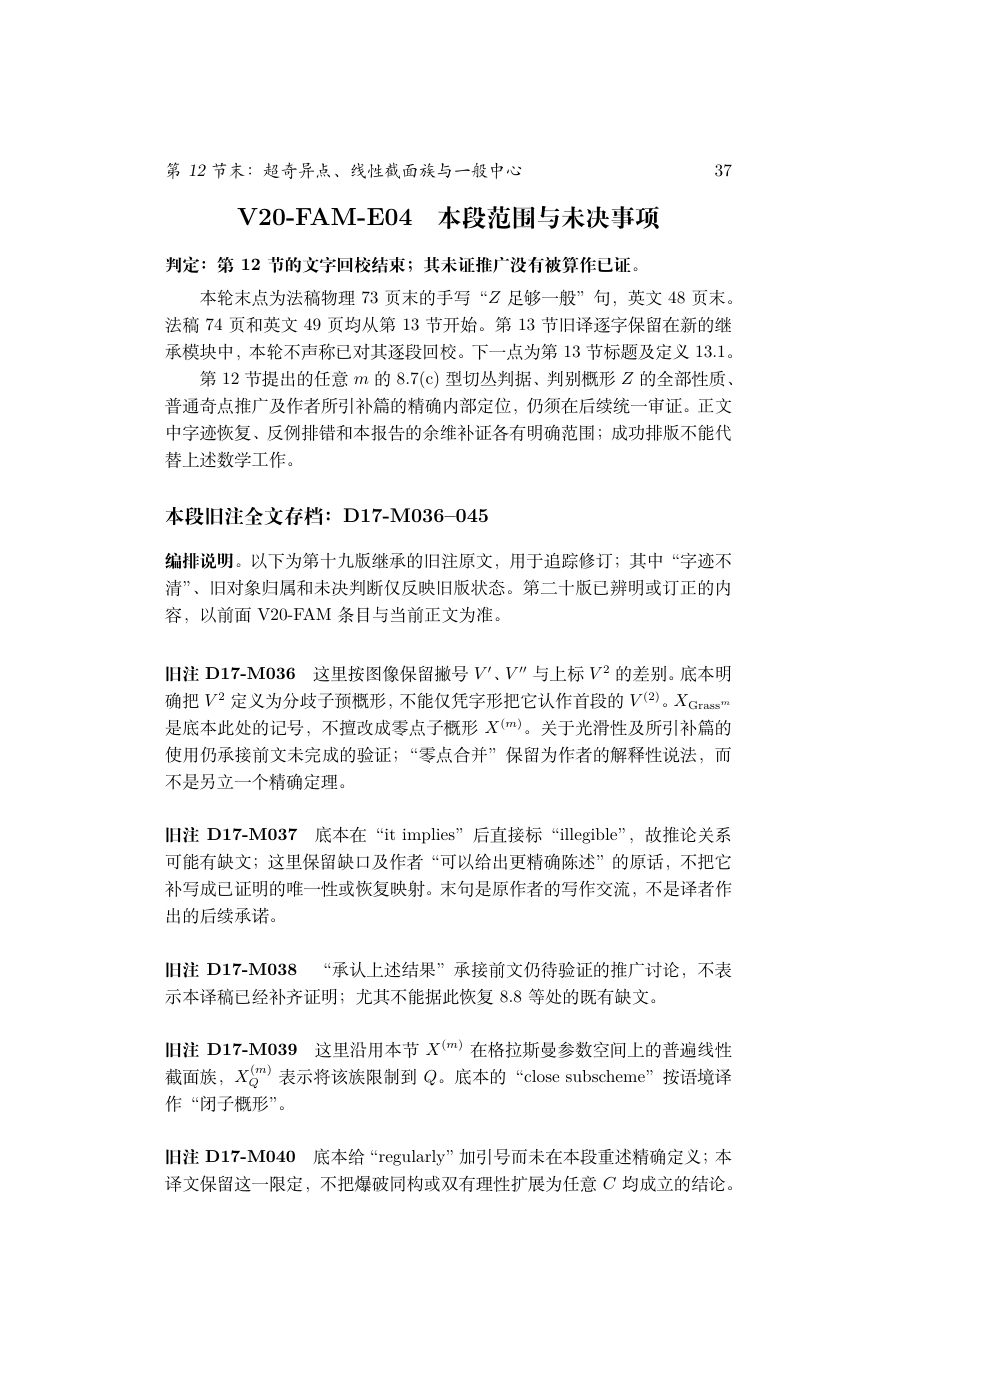 第 12 节末：超奇异点、线性截面族与一般中心 37
V20-FAM-E04 本段范围与未决事项
判定：第 12 节的文字回校结束；其未证推广没有被算作已证。
本轮末点为法稿物理 73 页末的手写 “Z 足够一般” 句，英文 48 页末。
法稿 74 页和英文 49 页均从第 13 节开始。第 13 节旧译逐字保留在新的继
承模块中，本轮不声称已对其逐段回校。下一点为第 13 节标题及定义 13.1。
第 12 节提出的任意 m 的 8.7(c) 型切丛判据、判别概形 Z 的全部性质、
普通奇点推广及作者所引补篇的精确内部定位，仍须在后续统一审证。正文
中字迹恢复、反例排错和本报告的余维补证各有明确范围；成功排版不能代
替上述数学工作。
本段旧注全文存档：D17-M036–045
编排说明。以下为第十九版继承的旧注原文，用于追踪修订；其中 “字迹不
清”、旧对象归属和未决判断仅反映旧版状态。第二十版已辨明或订正的内
容，以前面 V20-FAM 条目与当前正文为准。
旧注 D17-M036 这里按图像保留撇号 V′、V″ 与上标 V² 的差别。底本明
确把 V² 定义为分歧子预概形，不能仅凭字形把它认作首段的 V⁽²⁾。X_{Grass^m}
是底本此处的记号，不擅改成零点子概形 X^{(m)}。关于光滑性及所引补篇的
使用仍承接前文未完成的验证；“零点合并” 保留为作者的解释性说法，而
不是另立一个精确定理。
旧注 D17-M037 底本在 “it implies” 后直接标 “illegible”，故推论关系
可能有缺文；这里保留缺口及作者 “可以给出更精确陈述” 的原话，不把它
补写成已证明的唯一性或恢复映射。末句是原作者的写作交流，不是译者作
出的后续承诺。
旧注 D17-M038 “承认上述结果” 承接前文仍待验证的推广讨论，不表
示本译稿已经补齐证明；尤其不能据此恢复 8.8 等处的既有缺文。
旧注 D17-M039 这里沿用本节 X^{(m)} 在格拉斯曼参数空间上的普遍线性
截面族，X_Q^{(m)} 表示将该族限制到 Q。底本的 “close subscheme” 按语境译
作 “闭子概形”。
旧注 D17-M040 底本给 “regularly” 加引号而未在本段重述精确定义；本
译文保留这一限定，不把爆破同构或双有理性扩展为任意 C 均成立的结论。